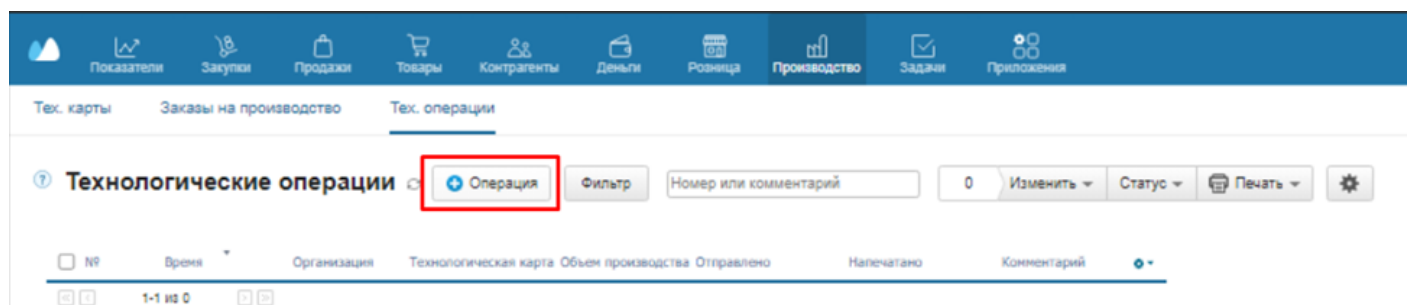 Показатели Закупки Продажи Товары Контрагенты Деньги Розница Производство Задачи Приложения
Тех. карты Заказы на производство Тех. операции
? Технологические операции Операция Фильтр Номер или комментарий 0 Изменить Статус Печать
№ Время Организация Технологическая карта Объем производства Отправлено Напечатано Комментарий
1-1 из 0